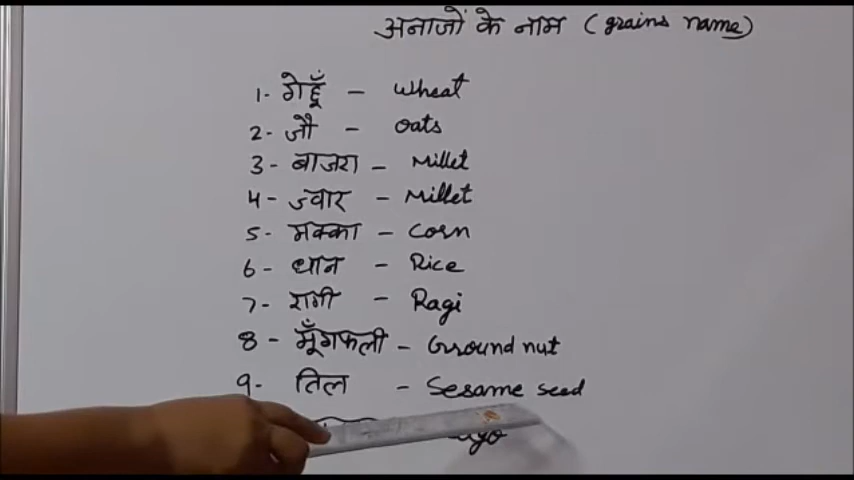 अनाजों के नाम (grains name)
1- गेहूँ - Wheat
2- जौ - Oats
3- बाजरा - Millet
4- ज्वार - Millet
5- मक्का - Corn
6- धान - Rice
7- रागी - Ragi
8- मूँगफली - Ground nut
9- तिल - Sesame seed